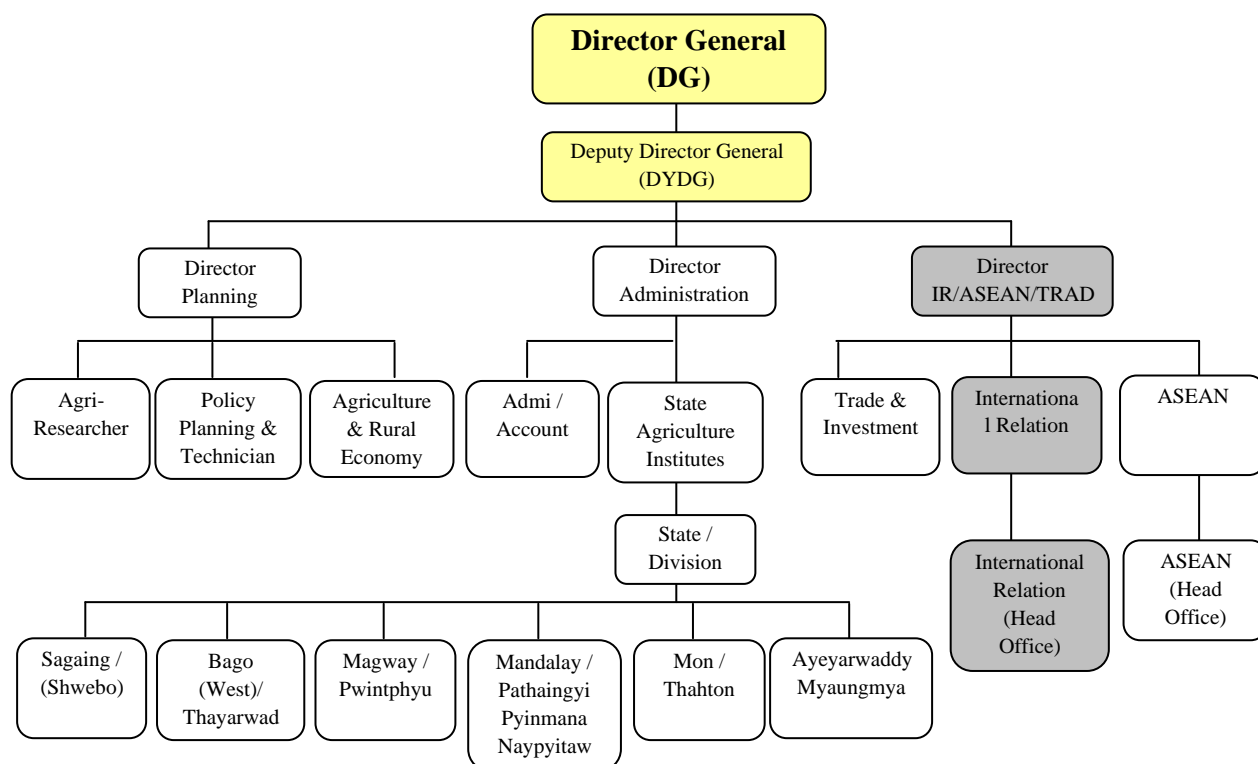 Director General
(DG)
Deputy Director General
(DYDG)
Director
Planning
Director
Administration
Director
IR/ASEAN/TRAD
Agri-
Researcher
Policy
Planning &
Technician
Agriculture
& Rural
Economy
Admi /
Account
State
Agriculture
Institutes
Trade &
Investment
Internationa
l Relation
ASEAN
State /
Division
International
Relation
(Head
Office)
ASEAN
(Head
Office)
Sagaing /
(Shwebo)
Bago
(West)/
Thayarwad
Magway /
Pwintphyu
Mandalay /
Pathaingyi
Pyinmana
Naypyitaw
Mon /
Thahton
Ayeyarwaddy
Myaungmya